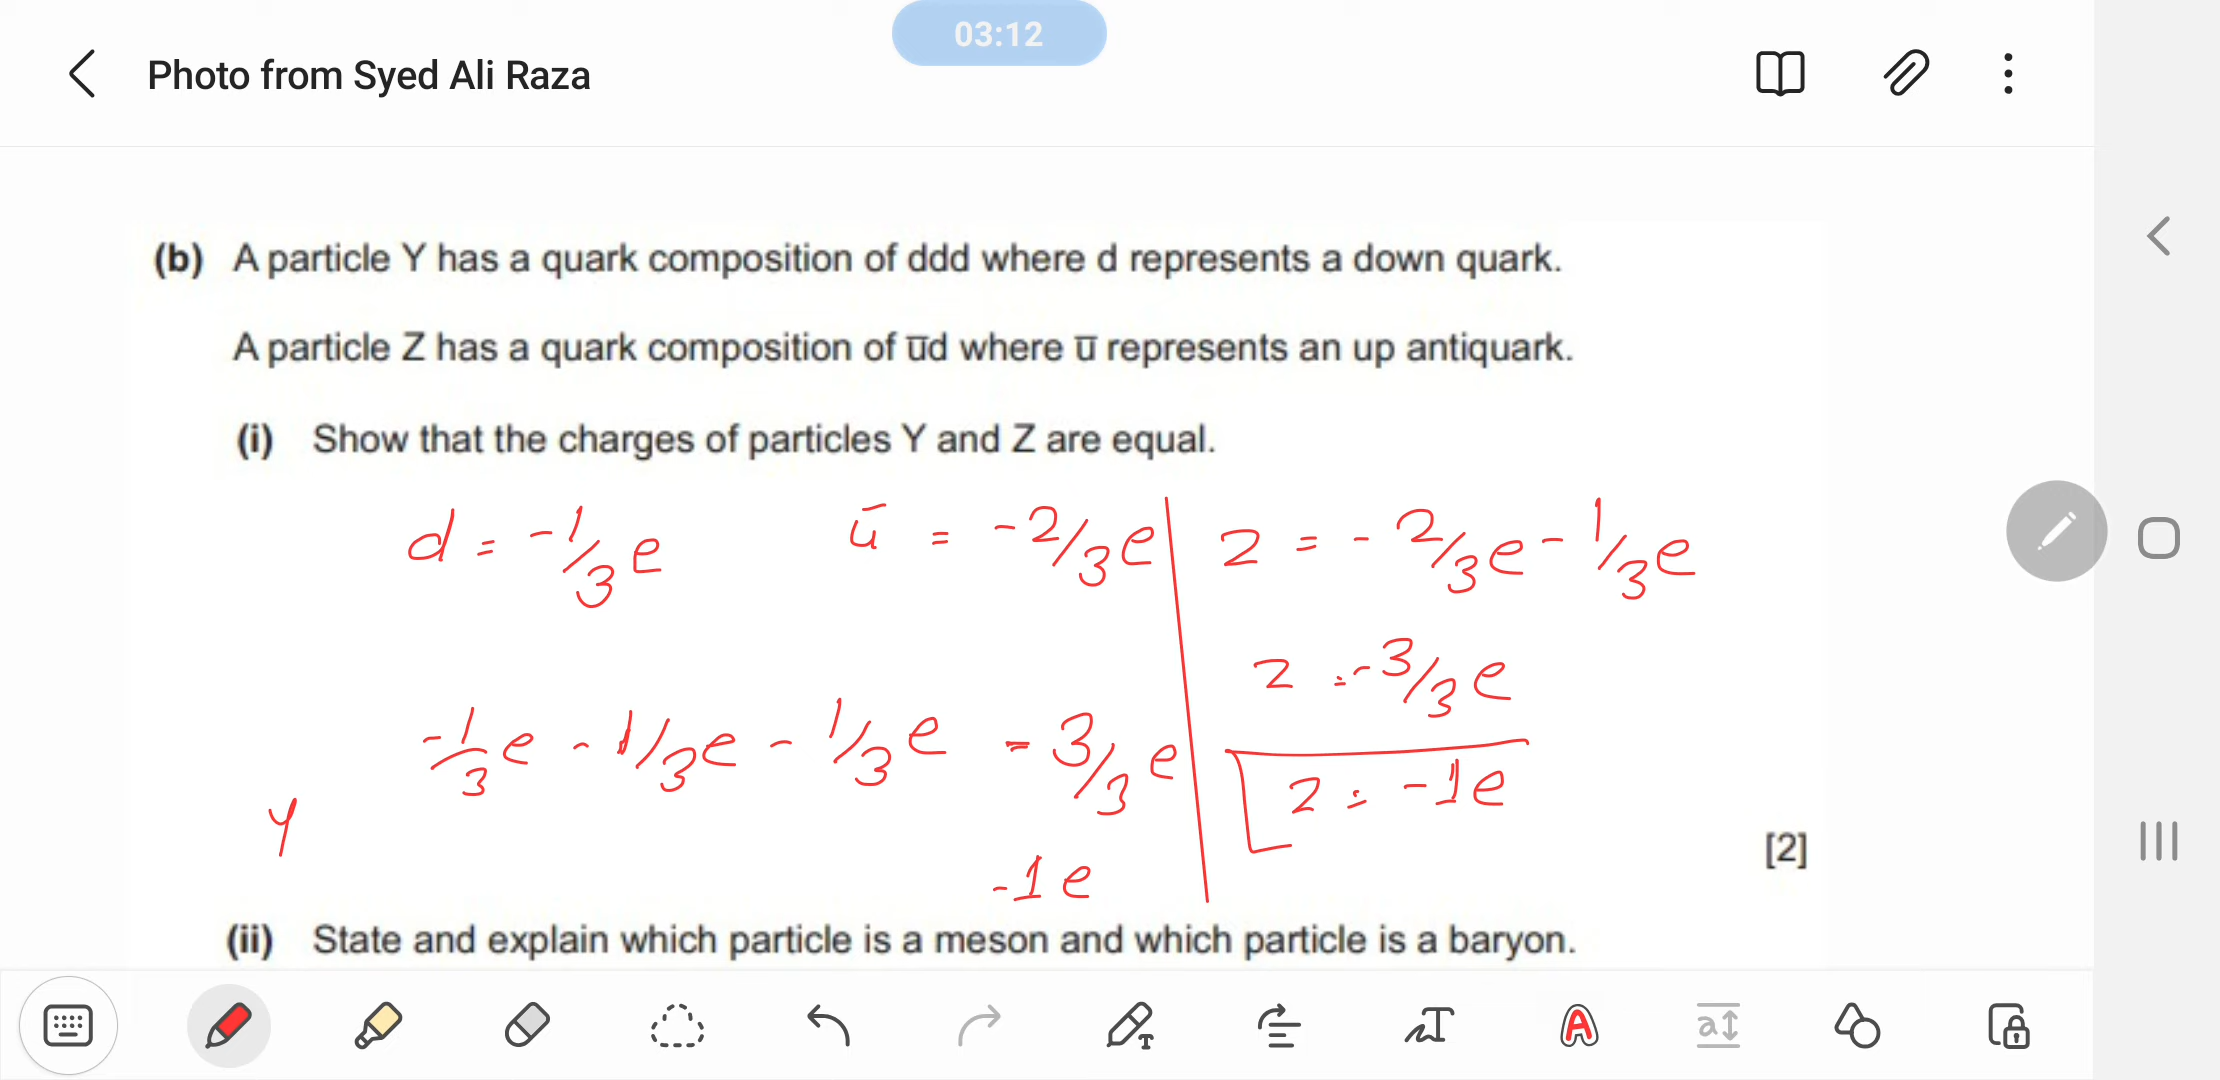 03:12
Photo from Syed Ali Raza
(b) A particle Y has a quark composition of ddd where d represents a down quark.
A particle Z has a quark composition of ūd where ū represents an up antiquark.
(i) Show that the charges of particles Y and Z are equal.
d = -1/3 e
ū = -2/3 e
Y
-1/3 e - 1/3 e - 1/3 e = 3/3 e
-1 e
Z = - 2/3 e - 1/3 e
Z = -3/3 e
Z = -1e
[2]
(ii) State and explain which particle is a meson and which particle is a baryon.